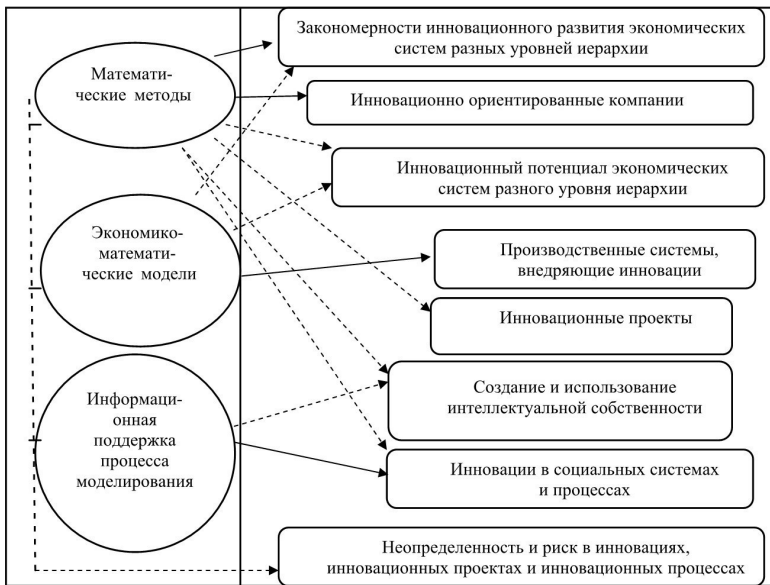 Математи-
ческие методы
Экономико-
математи-
ческие модели
Информаци-
онная
поддержка
процесса
моделирования
Закономерности инновационного развития экономических
систем разных уровней иерархии
Инновационно ориентированные компании
Инновационный потенциал экономических
систем разного уровня иерархии
Производственные системы,
внедряющие инновации
Инновационные проекты
Создание и использование
интеллектуальной собственности
Инновации в социальных системах
и процессах
Неопределенность и риск в инновациях,
инновационных проектах и инновационных процессах